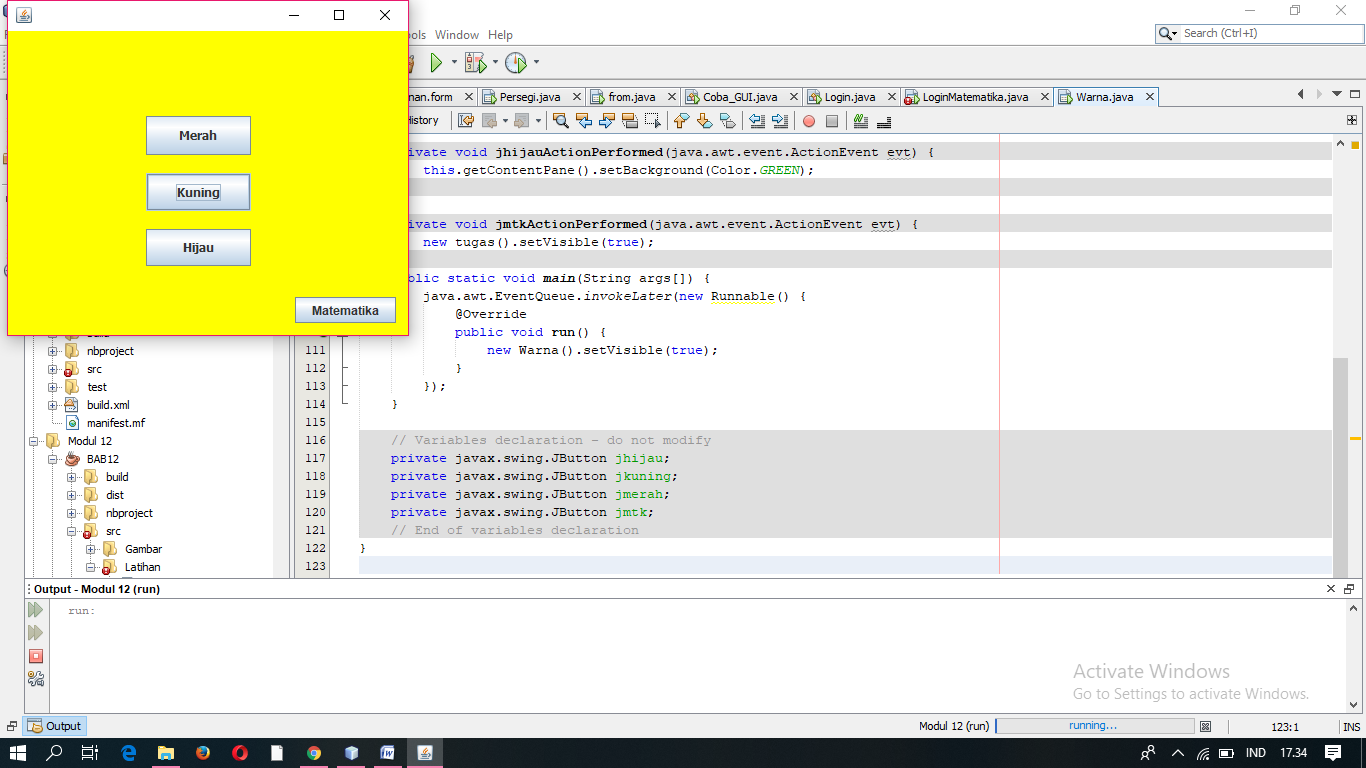 Merah
Kuning
Hijau
Matematika
ools Window Help
Search (Ctrl+I)
nan.form Persegi.java from.java Coba_GUI.java Login.java LoginMatematika.java Warna.java
History
ivate void jhijauActionPerformed(java.awt.event.ActionEvent evt) {
this.getContentPane().setBackground(Color.GREEN);
ivate void jmtkActionPerformed(java.awt.event.ActionEvent evt) {
new tugas().setVisible(true);
blic static void main(String args[]) {
java.awt.EventQueue.invokeLater(new Runnable() {
@Override
public void run() {
111 new Warna().setVisible(true);
112 }
113 });
114 }
115
116 // Variables declaration - do not modify
117 private javax.swing.JButton jhijau;
118 private javax.swing.JButton jkuning;
119 private javax.swing.JButton jmerah;
120 private javax.swing.JButton jmtk;
121 // End of variables declaration
122 }
123
nbproject
src
test
build.xml
manifest.mf
Modul 12
BAB12
build
dist
nbproject
src
Gambar
Latihan
Output - Modul 12 (run)
run:
Activate Windows
Go to Settings to activate Windows.
Output
Modul 12 (run) running... 123:1 INS
IND 17.34